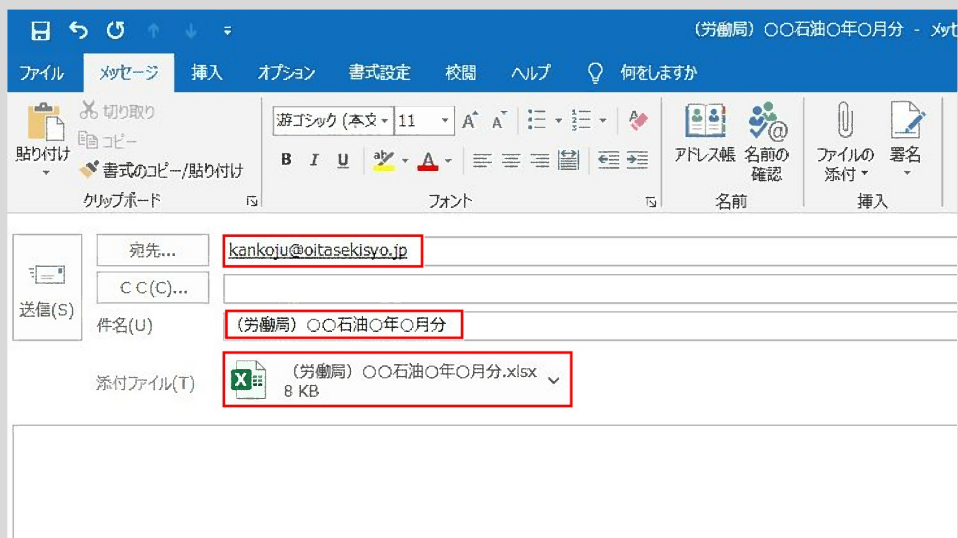 (労働局)○○石油○年○月分 - メッセ
ファイル メッセージ 挿入 オプション 書式設定 校閲 ヘルプ 何をしますか
貼り付け
切り取り
コピー
書式のコピー/貼り付け
クリップボード
游ゴシック (本文 11
B I U
フォント
アドレス帳 名前の確認
名前
ファイルの添付 署名
挿入
送信(S)
宛先... kankoju@oitasekisyo.jp
C C(C)...
件名(U) (労働局)○○石油○年○月分
添付ファイル(T) (労働局)○○石油○年○月分.xlsx
8 KB